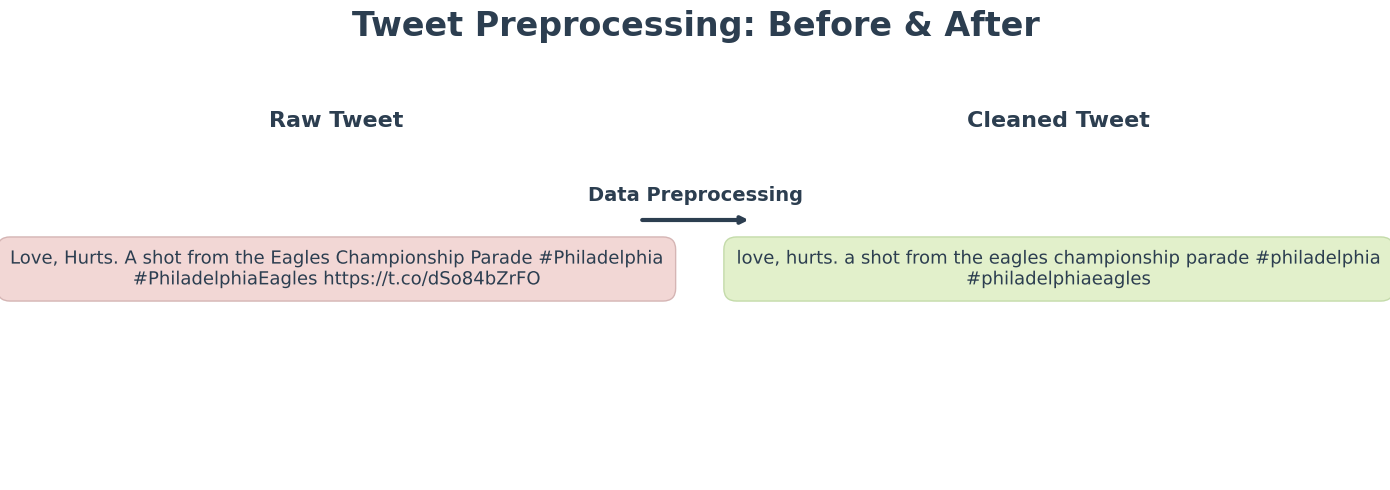 Tweet Preprocessing: Before & After
Raw Tweet
Cleaned Tweet
Data Preprocessing
Love, Hurts. A shot from the Eagles Championship Parade #Philadelphia
#PhiladelphiaEagles https://t.co/dSo84bZrFO
love, hurts. a shot from the eagles championship parade #philadelphia
#philadelphiaeagles